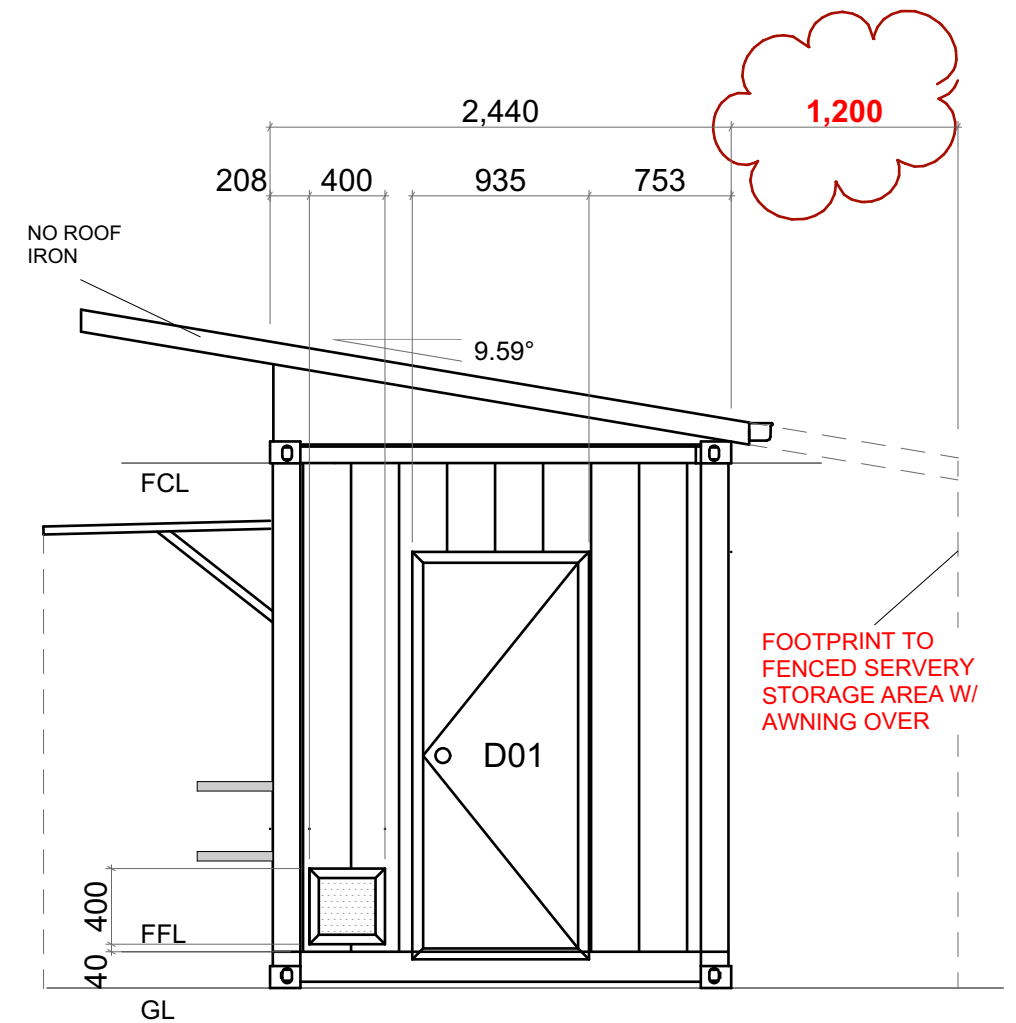 2,440
1,200
208
400
935
753
NO ROOF
IRON
9.59°
FCL
FOOTPRINT TO
FENCED SERVERY
STORAGE AREA W/
AWNING OVER
D01
400
FFL
40
GL